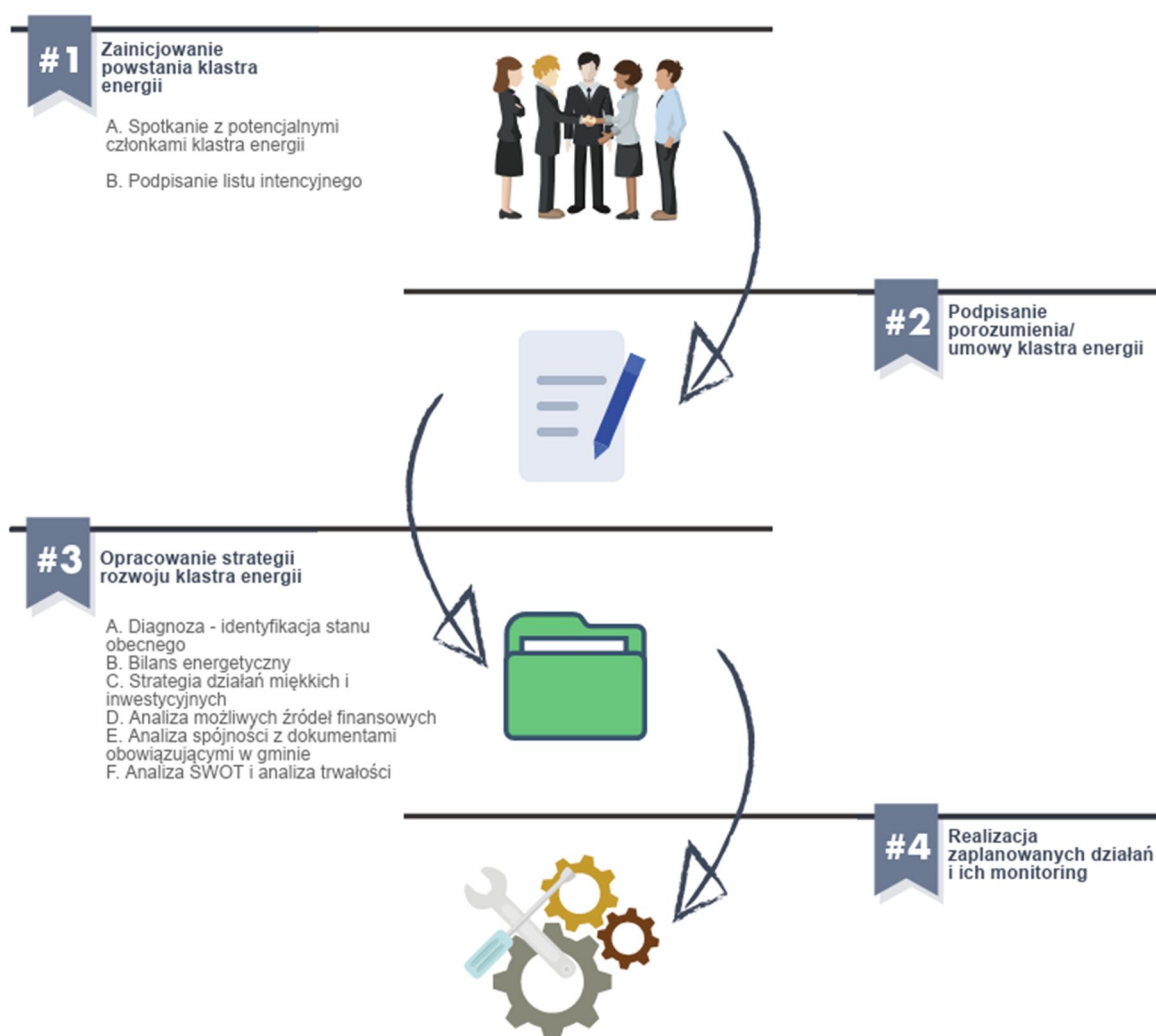 #1
Zainicjowanie
powstania klastra
energii
A. Spotkanie z potencjalnymi
członkami klastra energii
B. Podpisanie listu intencyjnego
#2
Podpisanie
porozumienia/
umowy klastra energii
#3
Opracowanie strategii
rozwoju klastra energii
A. Diagnoza - identyfikacja stanu
obecnego
B. Bilans energetyczny
C. Strategia działań miękkich i
inwestycyjnych
D. Analiza możliwych źródeł finansowych
E. Analiza spójności z dokumentami
obowiązującymi w gminie
F. Analiza SWOT i analiza trwałości
#4
Realizacja
zaplanowanych działań
i ich monitoring